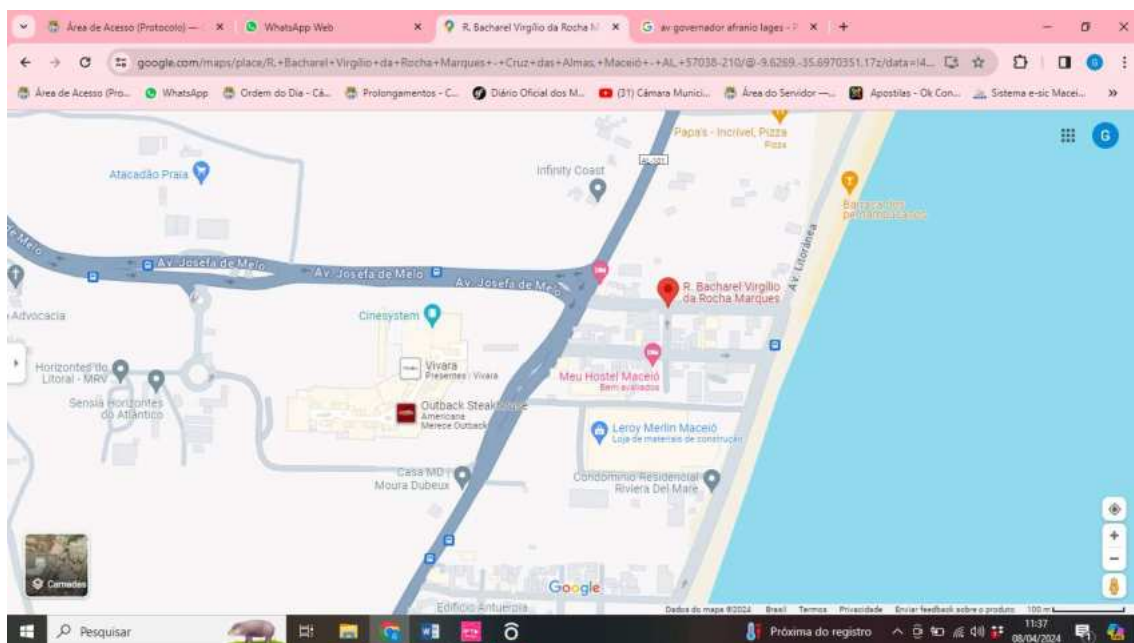 Área de Acesso (Protocolo) —
WhatsApp Web
R. Bacharel Virgílio da Rocha M
av governador afranio lages - P
google.com/maps/place/R.+Bacharel+Virgílio+da+Rocha+Marques+-+Cruz+das+Almas,+Maceió+-+AL,+57038-210/@-9.6269,-35.6970351,17z/data=!4...
Área de Acesso (Pro...
WhatsApp
Ordem do Dia - Câ...
Prolongamentos - C...
Diário Oficial dos M...
(31) Câmara Munici...
Área do Servidor —...
Apostilas - Ok Con...
Sistema e-sic Macei...
G
Papa's - Incrível, Pizza
Pizza
AL-101
Infinity Coast
Atacadão Praia
Barraca dos
pernambucanos
Av. Litorânea
de Melo
Av. Josefa de Melo
Av. Josefa de Melo
Av. Josefa de Melo
R. Bacharel Virgílio
da Rocha Marques
Advocacia
Cinesystem
Horizontes do
Litoral - MRV
Vivara
Presentes | Vivara
Meu Hostel Maceió
Bem avaliados
Sensia Horizontes
do Atlântico
Outback Steakhouse
Americana
Merece Outback
Leroy Merlin Maceió
Loja de materiais de construção
Casa MD |
Moura Dubeux
Condomínio Residencial
Riviera Del Mare
Camadas
Google
Edifício Antuérpia
Dados do mapa ©2024
Brasil
Termos
Privacidade
Enviar feedback sobre o produto
100 m
Pesquisar
Próxima do registro
11:37
08/04/2024